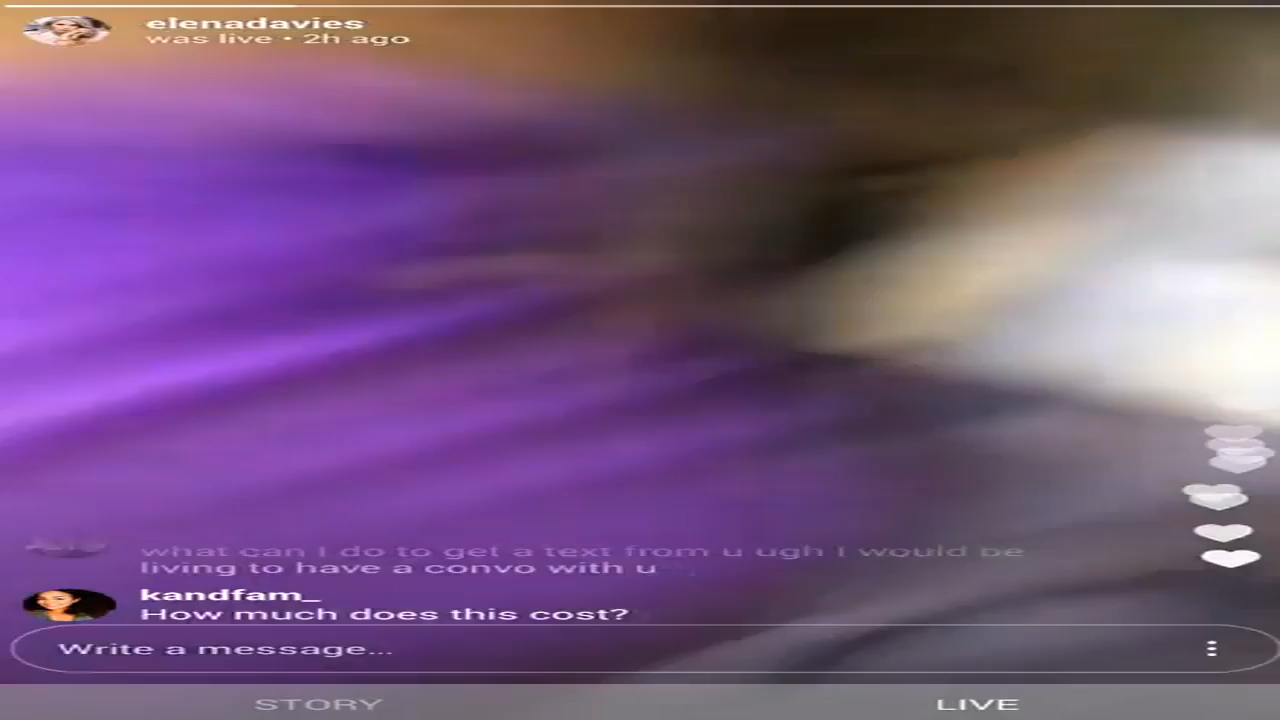 elenadavies
was live • 2h ago
what can I do to get a text from u ugh I would be
living to have a convo with u
kandfam_
How much does this cost?
Write a message...
STORY
LIVE